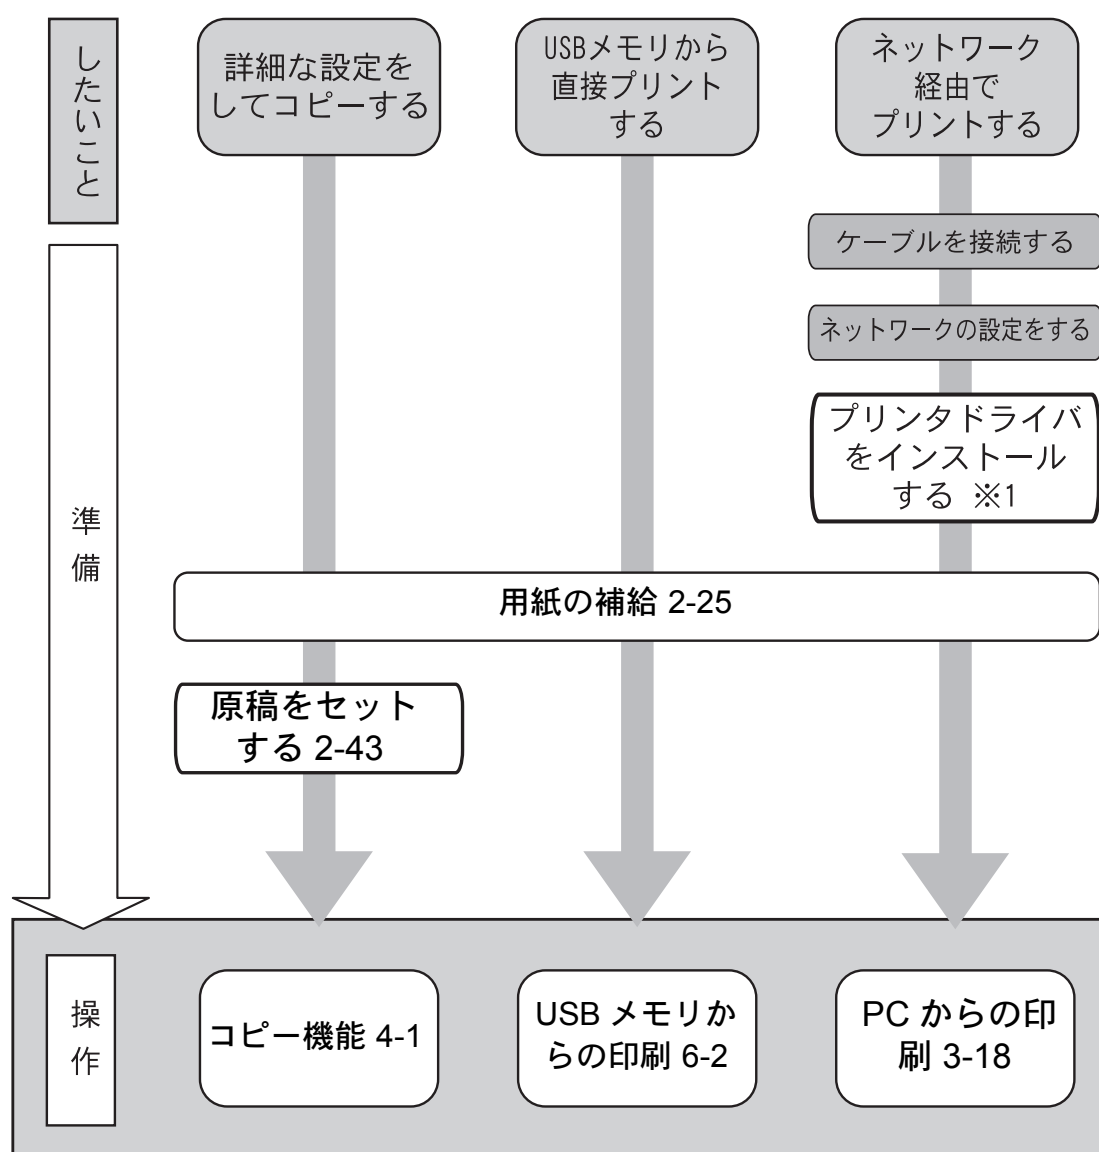 したいこと
詳細な設定を
してコピーする
USBメモリから
直接プリント
する
ネットワーク
経由で
プリントする
準備
ケーブルを接続する
ネットワークの設定をする
プリンタドライバ
をインストール
する ※1
用紙の補給 2-25
原稿をセット
する 2-43
操作
コピー機能 4-1
USB メモリか
らの印刷 6-2
PC からの印
刷 3-18